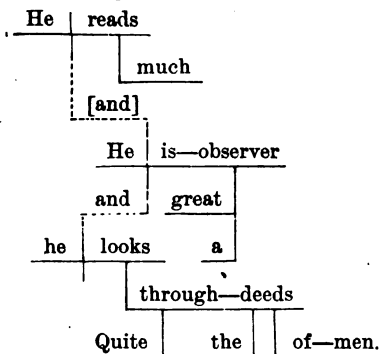 He reads
much
[and]
He is—observer
and great
he looks a
through—deeds
Quite the of—men.